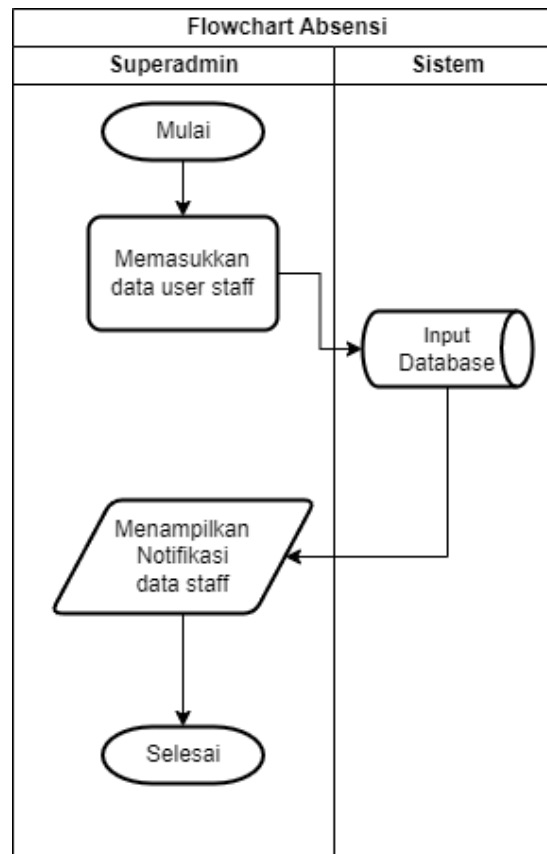 Flowchart Absensi
Superadmin
Sistem
Mulai
Memasukkan
data user staff
Input
Database
Menampilkan
Notifikasi
data staff
Selesai